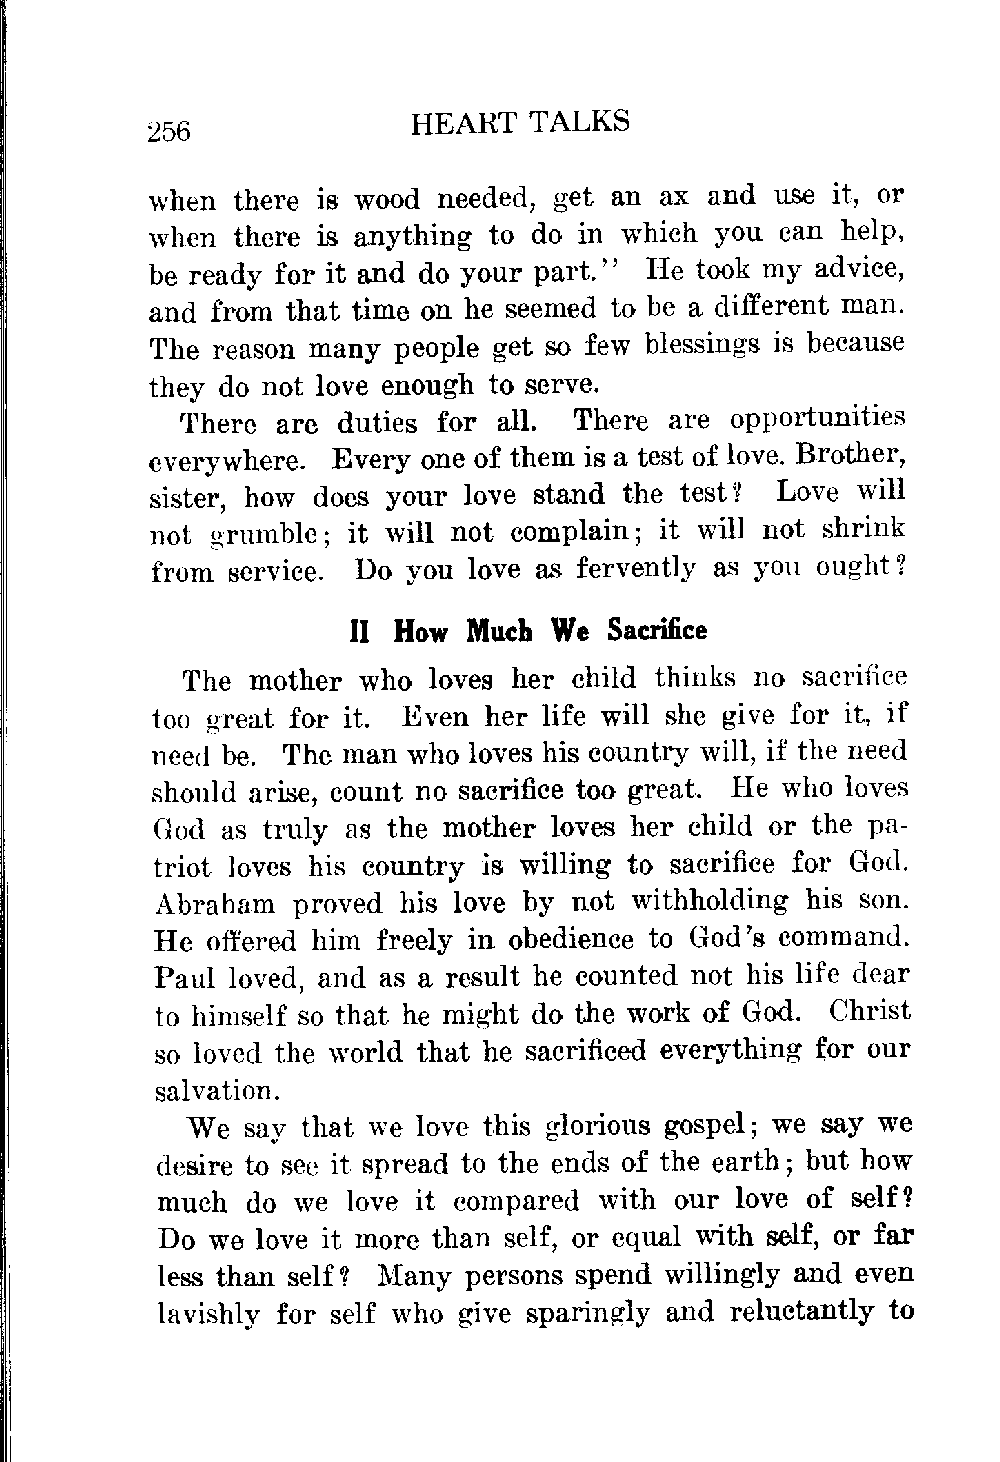 256 HEART TALKS
when there is wood needed, get an ax and use it, or
when there is anything to do in which you can help,
be ready for it and do your part.'' He took my advice,
and from that time on he seemed to be a different man.
The reason many people get so few blessings is because
they do not love enough to serve.
There are duties for all. There are opportunities
everywhere. Every one of them is a test of love. Brother,
sister, how does your love stand the test? Love will
not grumble; it will not complain; it will not shrink
from service. Do you love as fervently as you ought?
II How Much We Sacrifice
The mother who loves her child thinks no sacrifice
too great for it. Even her life will she give for it, if
need be. The man who loves his country will, if the need
should arise, count no sacrifice too great. He who loves
God as truly as the mother loves her child or the pa-
triot loves his country is willing to sacrifice for God.
Abraham proved his love by not withholding his son.
He offered him freely in obedience to God's command.
Paul loved, and as a result he counted not his life dear
to himself so that he might do the work of God. Christ
so loved the world that he sacrificed everything for our
salvation.
We say that we love this glorious gospel; we say we
desire to see it spread to the ends of the earth; but how
much do we love it compared with our love of self?
Do we love it more than self, or equal with self, or far
less than self? Many persons spend willingly and even
lavishly for self who give sparingly and reluctantly to